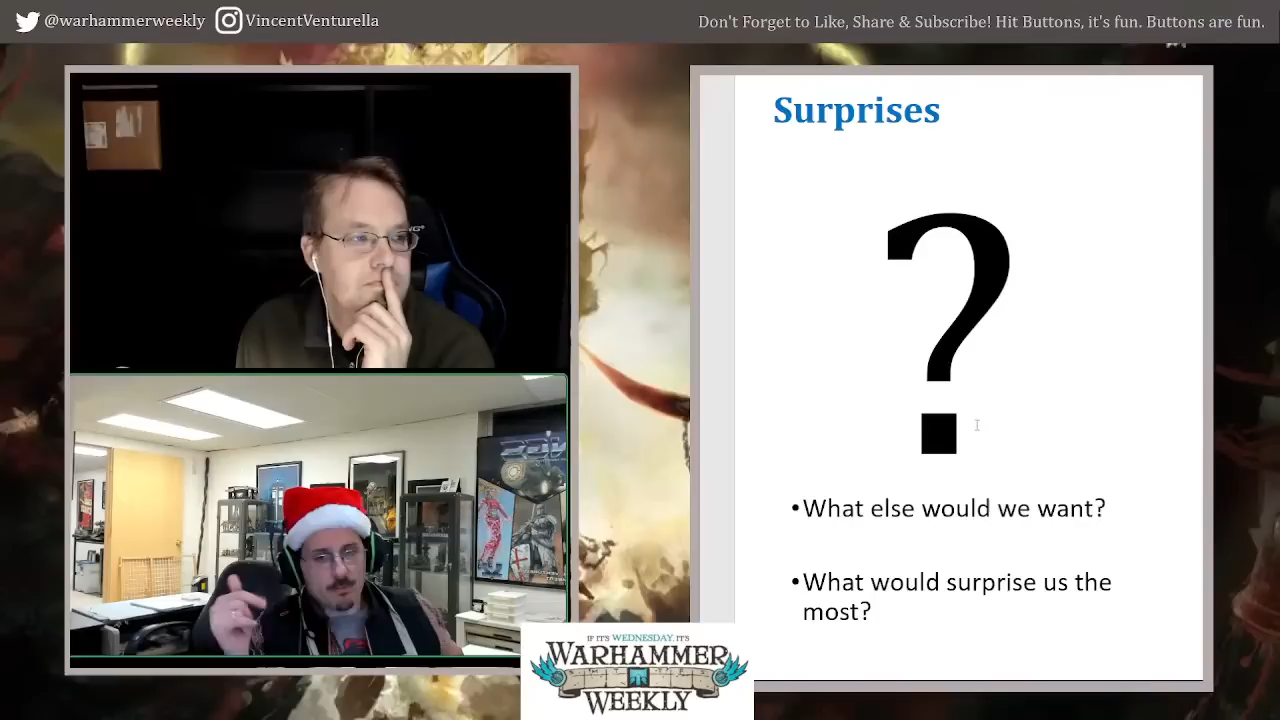 @warhammerweekly VincentVenturella
Don't Forget to Like, Share & Subscribe! Hit Buttons, it's fun. Buttons are fun.
Surprises
?
•What else would we want?
•What would surprise us the
most?
IF IT'S WEDNESDAY, IT'S
WARHAMMER
WEEKLY